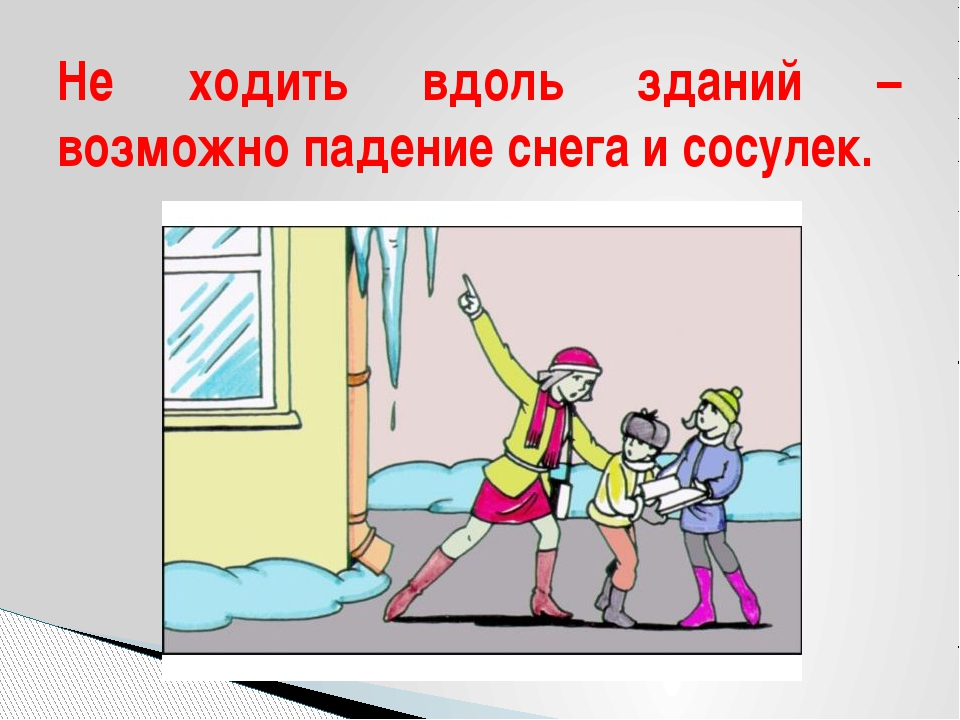 Не ходить вдоль зданий –
возможно падение снега и сосулек.